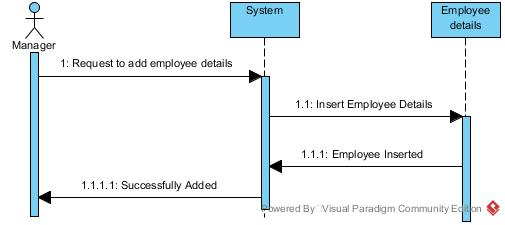 System
Employee
details
Manager
1: Request to add employee details
1.1: Insert Employee Details
1.1.1: Employee Inserted
1.1.1.1: Successfully Added
Powered By Visual Paradigm Community Edition